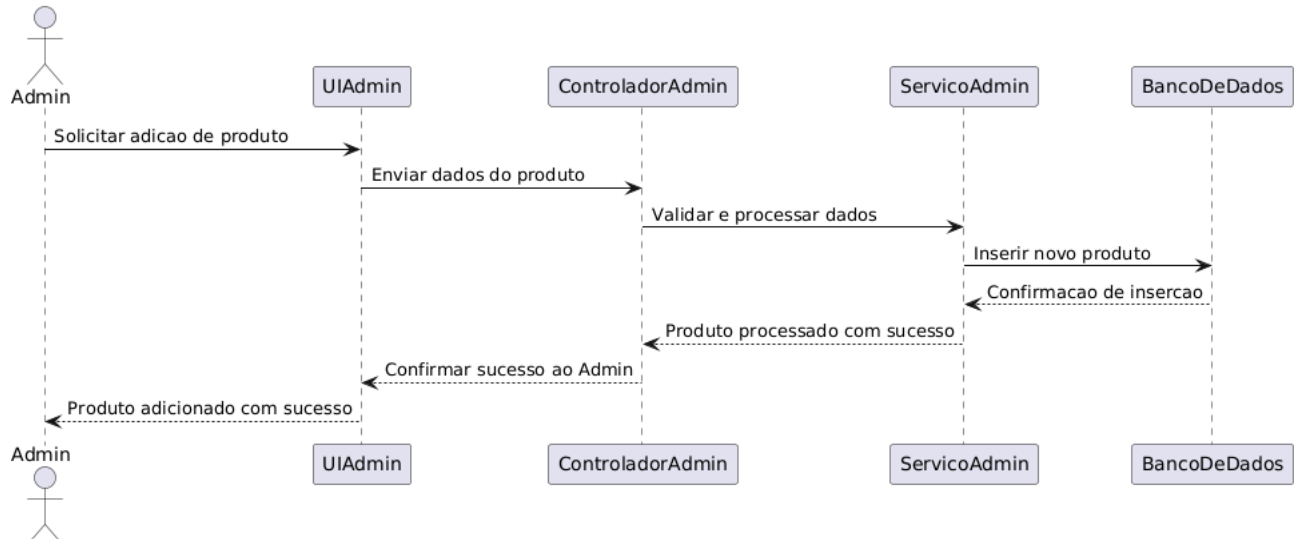 Admin
UIAdmin
ControladorAdmin
ServicoAdmin
BancoDeDados
Solicitar adicao de produto
Enviar dados do produto
Validar e processar dados
Inserir novo produto
Confirmacao de insercao
Produto processado com sucesso
Confirmar sucesso ao Admin
Produto adicionado com sucesso
Admin
UIAdmin
ControladorAdmin
ServicoAdmin
BancoDeDados